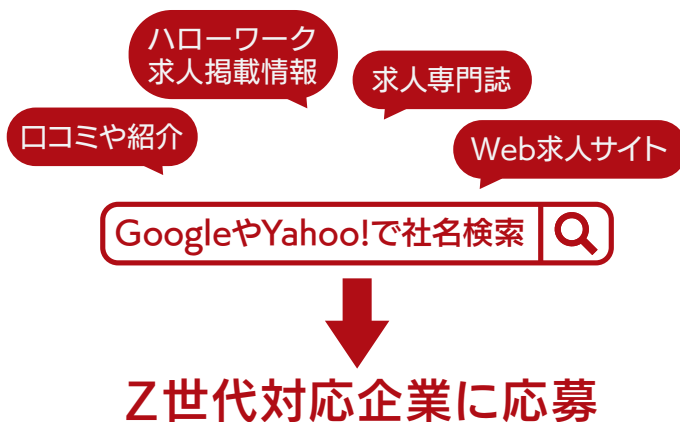 ハローワーク
求人掲載情報
求人専門誌
口コミや紹介
Web求人サイト
GoogleやYahoo!で社名検索
Z世代対応企業に応募